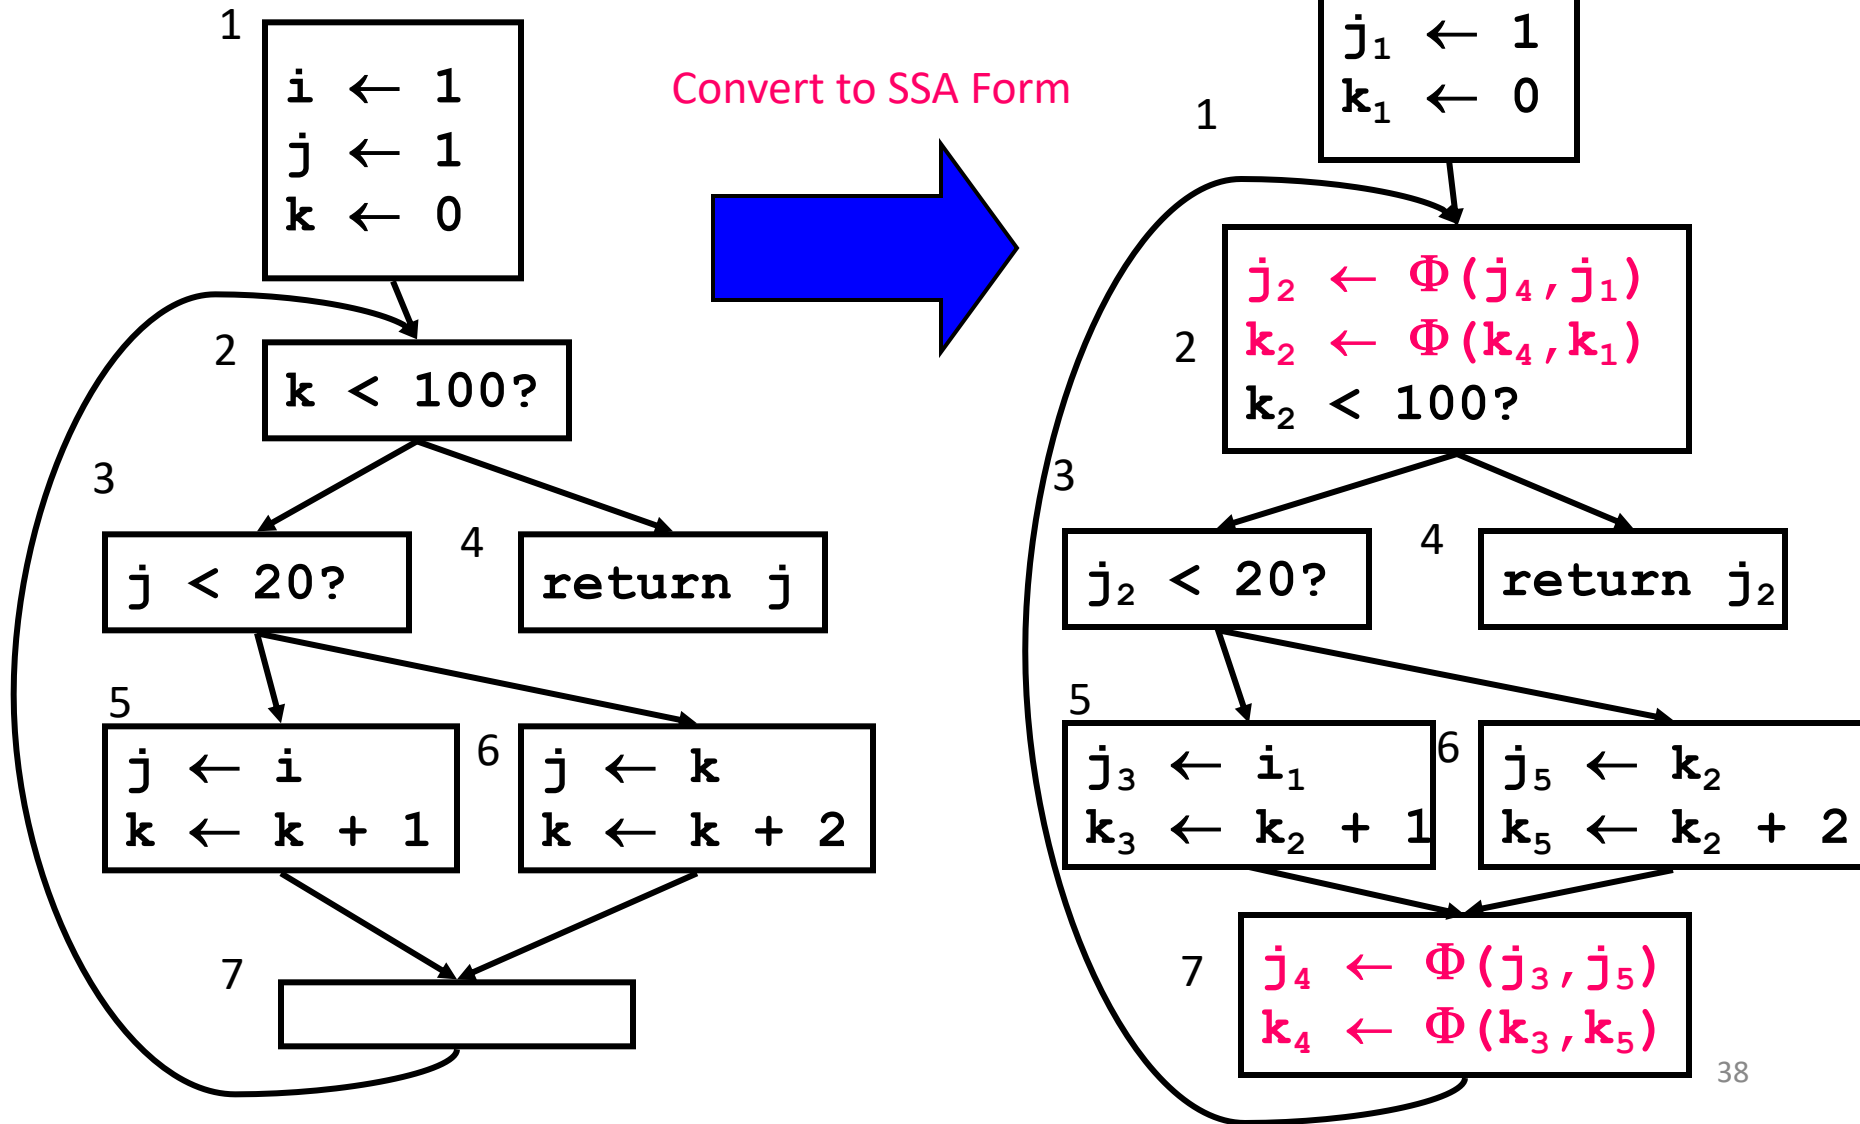 1
i ← 1
j ← 1
k ← 0
2
k < 100?
3
j < 20?
4
return j
5
j ← i
k ← k + 1
6
j ← k
k ← k + 2
7
Convert to SSA Form
1
j₁ ← 1
k₁ ← 0
2
j₂ ← Φ(j₄,j₁)
k₂ ← Φ(k₄,k₁)
k₂ < 100?
3
j₂ < 20?
4
return j₂
5
j₃ ← i₁
k₃ ← k₂ + 1
6
j₅ ← k₂
k₅ ← k₂ + 2
7
j₄ ← Φ(j₃,j₅)
k₄ ← Φ(k₃,k₅)
38